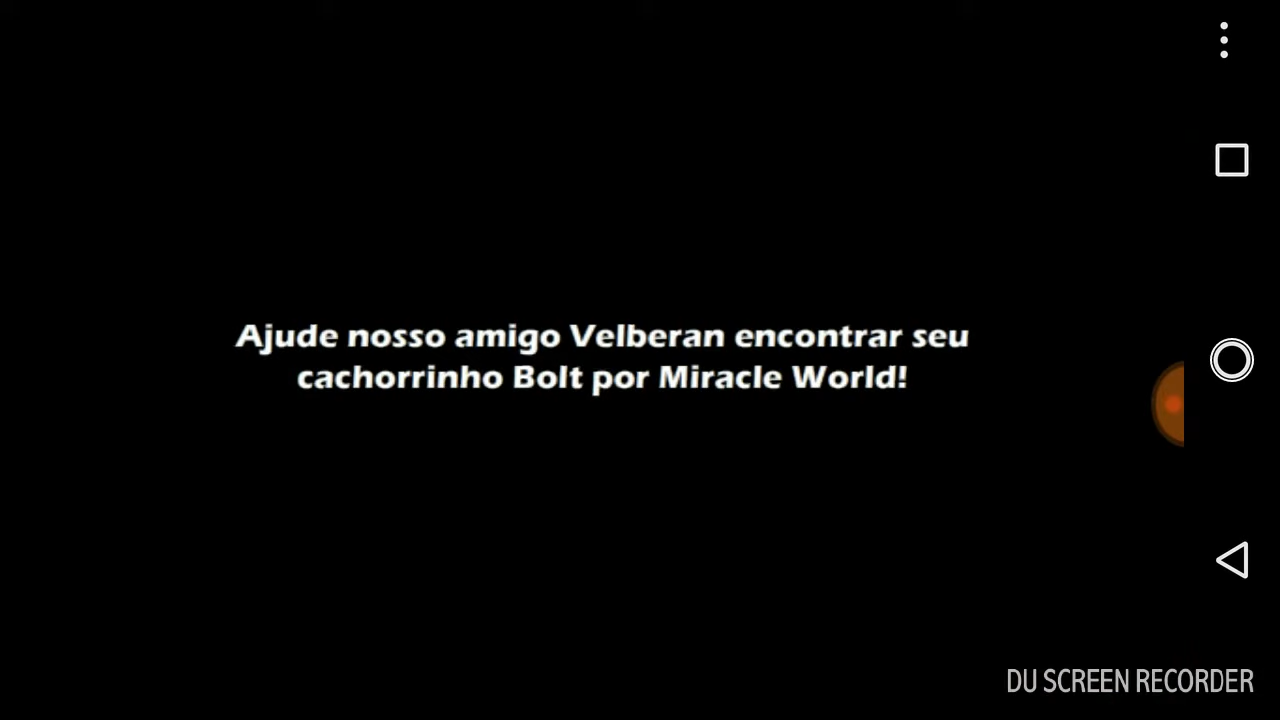 Ajude nosso amigo Velberan encontrar seu
cachorrinho Bolt por Miracle World!
DU SCREEN RECORDER